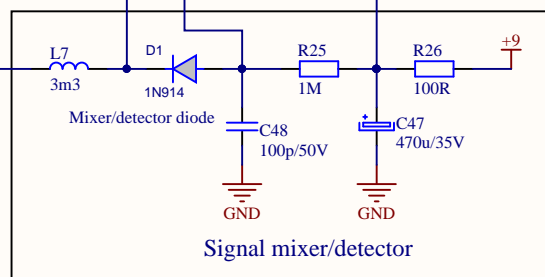 L7
3m3
D1
1N914
Mixer/detector diode
R25
1M
R26
100R
+9
C48
100p/50V
+
C47
470u/35V
GND
GND
Signal mixer/detector